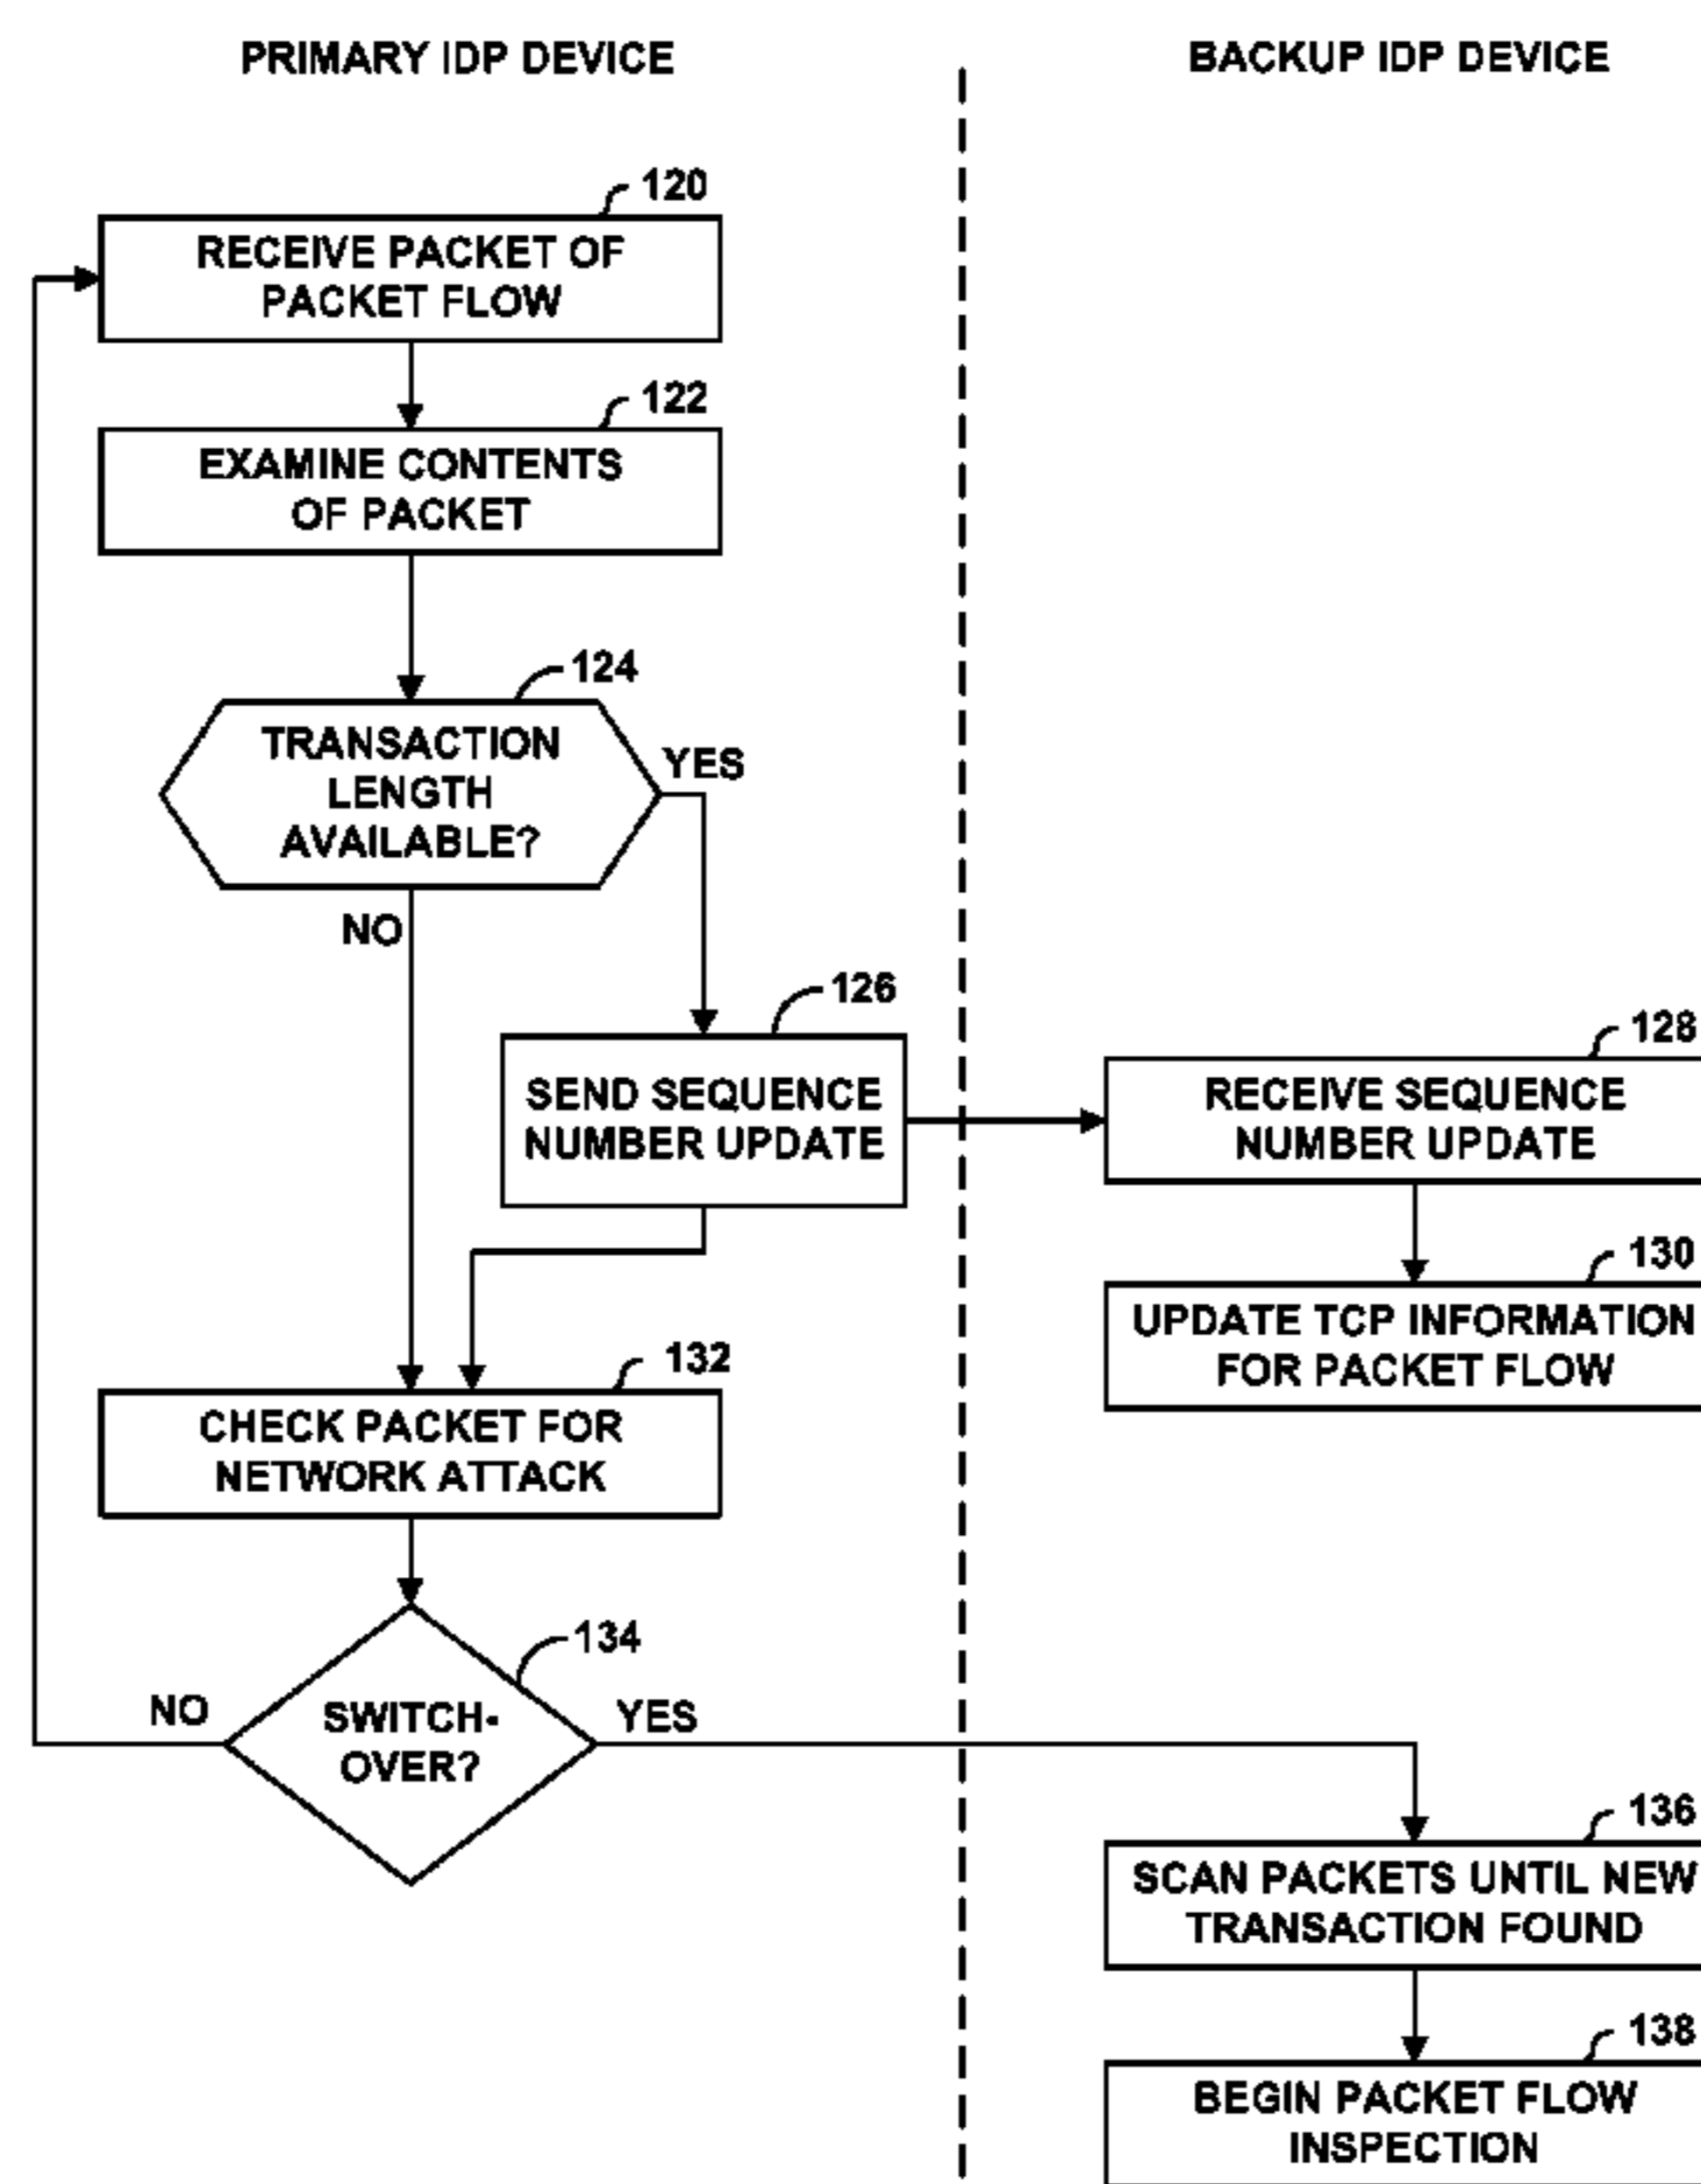 PRIMARY IDP DEVICE
BACKUP IDP DEVICE
120
RECEIVE PACKET OF
PACKET FLOW
122
EXAMINE CONTENTS
OF PACKET
124
TRANSACTION
LENGTH
AVAILABLE?
YES
NO
126
SEND SEQUENCE
NUMBER UPDATE
128
RECEIVE SEQUENCE
NUMBER UPDATE
130
UPDATE TCP INFORMATION
FOR PACKET FLOW
132
CHECK PACKET FOR
NETWORK ATTACK
134
SWITCH-
OVER?
NO
YES
136
SCAN PACKETS UNTIL NEW
TRANSACTION FOUND
138
BEGIN PACKET FLOW
INSPECTION